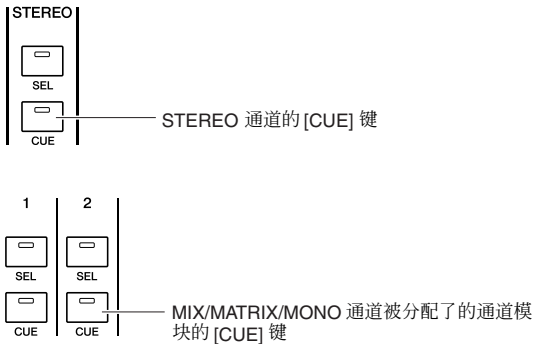 STEREO
SEL
STEREO 通道的 [CUE] 键
CUE
1 2
SEL SEL
MIX/MATRIX/MONO 通道被分配了的通道模
块的 [CUE] 键
CUE CUE